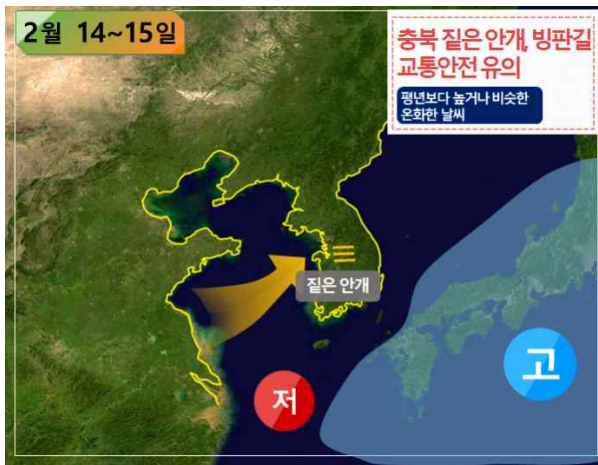 2월 14~15일
충북 짙은 안개, 빙판길
교통안전 유의
평년보다 높거나 비슷한
온화한 날씨
짙은 안개
고
저